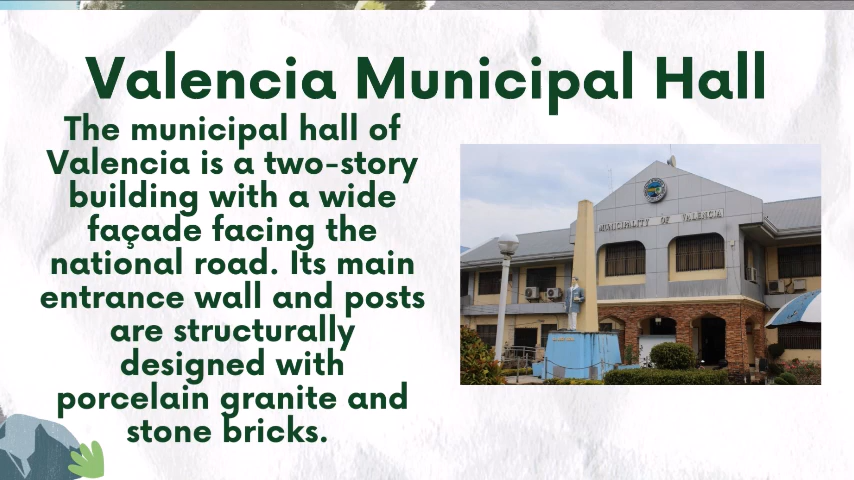 Valencia Municipal Hall
The municipal hall of
Valencia is a two-story
building with a wide
façade facing the
national road. Its main
entrance wall and posts
are structurally
designed with
porcelain granite and
stone bricks.
MUNICIPALITY OF VALENCIA